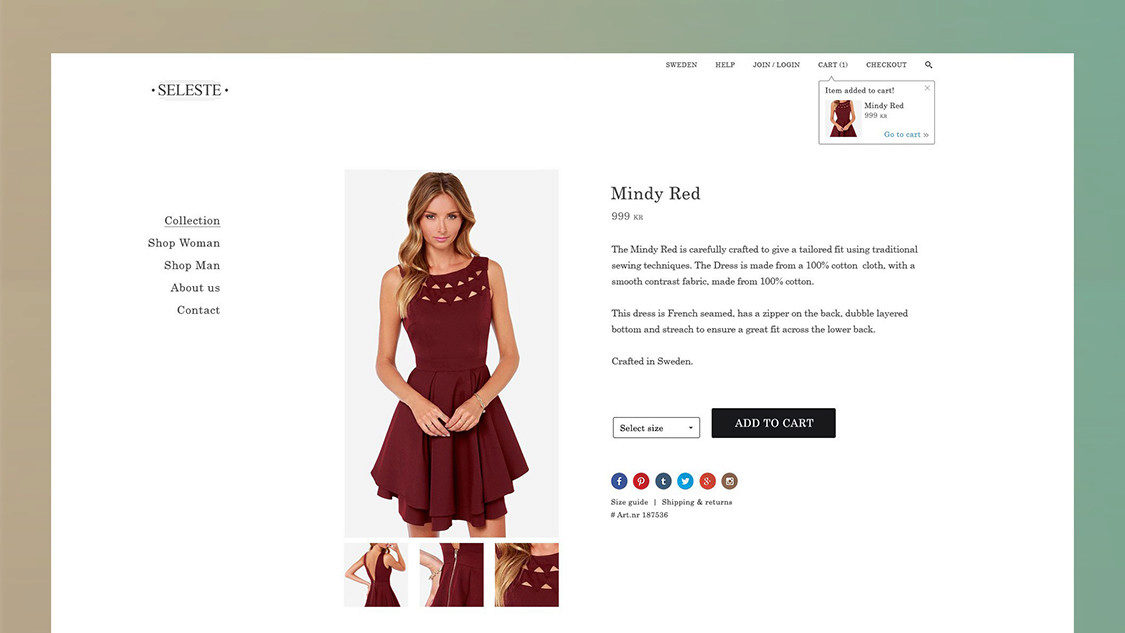 SWEDEN HELP JOIN / LOGIN CART (1) CHECKOUT
• SELESTE •
Item added to cart!
Mindy Red
999 KR
Go to cart »
Collection
Shop Woman
Shop Man
About us
Contact
Mindy Red
999 KR
The Mindy Red is carefully crafted to give a tailored fit using traditional
sewing techniques. The Dress is made from a 100% cotton cloth, with a
smooth contrast fabric, made from 100% cotton.
This dress is French seamed, has a zipper on the back, dubble layered
bottom and streach to ensure a great fit across the lower back.
Crafted in Sweden.
Select size
ADD TO CART
Size guide | Shipping & returns
# Art.nr 187536